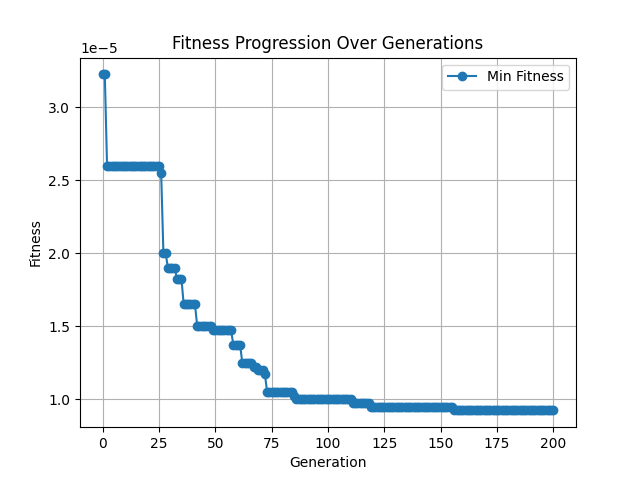 Fitness Progression Over Generations
1e−5
Min Fitness
3.0
2.5
2.0
1.5
1.0
Fitness
0 25 50 75 100 125 150 175 200
Generation